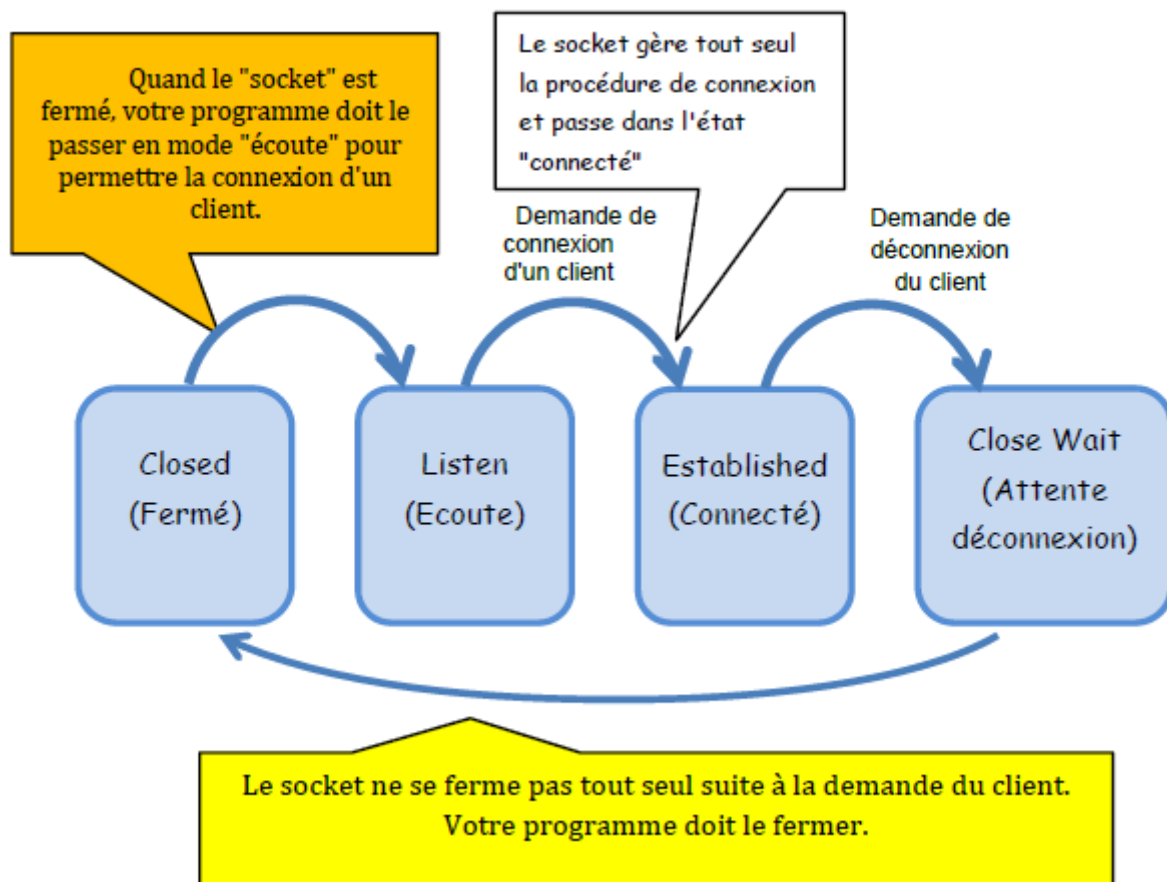 Quand le "socket" est
fermé, votre programme doit le
passer en mode "écoute" pour
permettre la connexion d'un
client.
Le socket gère tout seul
la procédure de connexion
et passe dans l'état
"connecté"
Demande de
connexion
d'un client
Demande de
déconnexion
du client
Closed
(Fermé)
Listen
(Ecoute)
Established
(Connecté)
Close Wait
(Attente
déconnexion)
Le socket ne se ferme pas tout seul suite à la demande du client.
Votre programme doit le fermer.